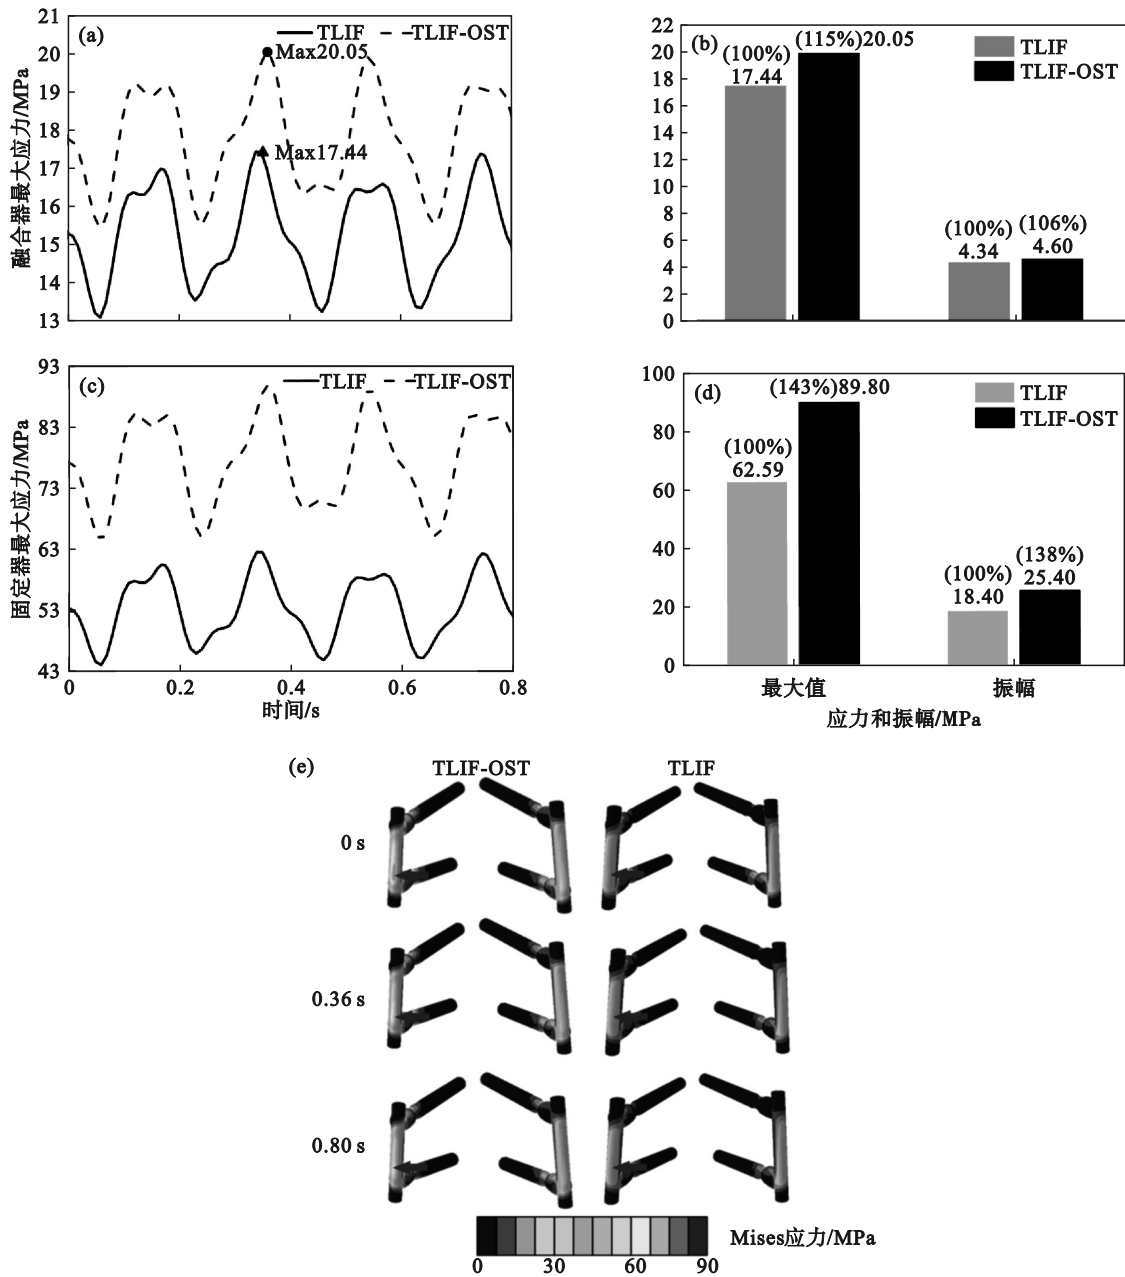 (a) TLIF TLIF-OST
21
20
19
18
17
16
15
14
13
融合器最大应力/MPa
Max20.05
Max17.44
(b) TLIF
TLIF-OST
22
20
18
16
14
12
10
8
6
4
2
0
(100%)
17.44
(115%)20.05
(100%)
4.34
(106%)
4.60
(c) TLIF TLIF-OST
93
83
73
63
53
43
固定器最大应力/MPa
0 0.2 0.4 0.6 0.8
时间/s
(d) TLIF
TLIF-OST
100
80
60
40
20
0
(100%)
62.59
(143%)89.80
(100%)
18.40
(138%)
25.40
最大值 振幅
应力和振幅/MPa
(e) TLIF-OST TLIF
0 s
0.36 s
0.80 s
0 30 60 90
Mises应力/MPa